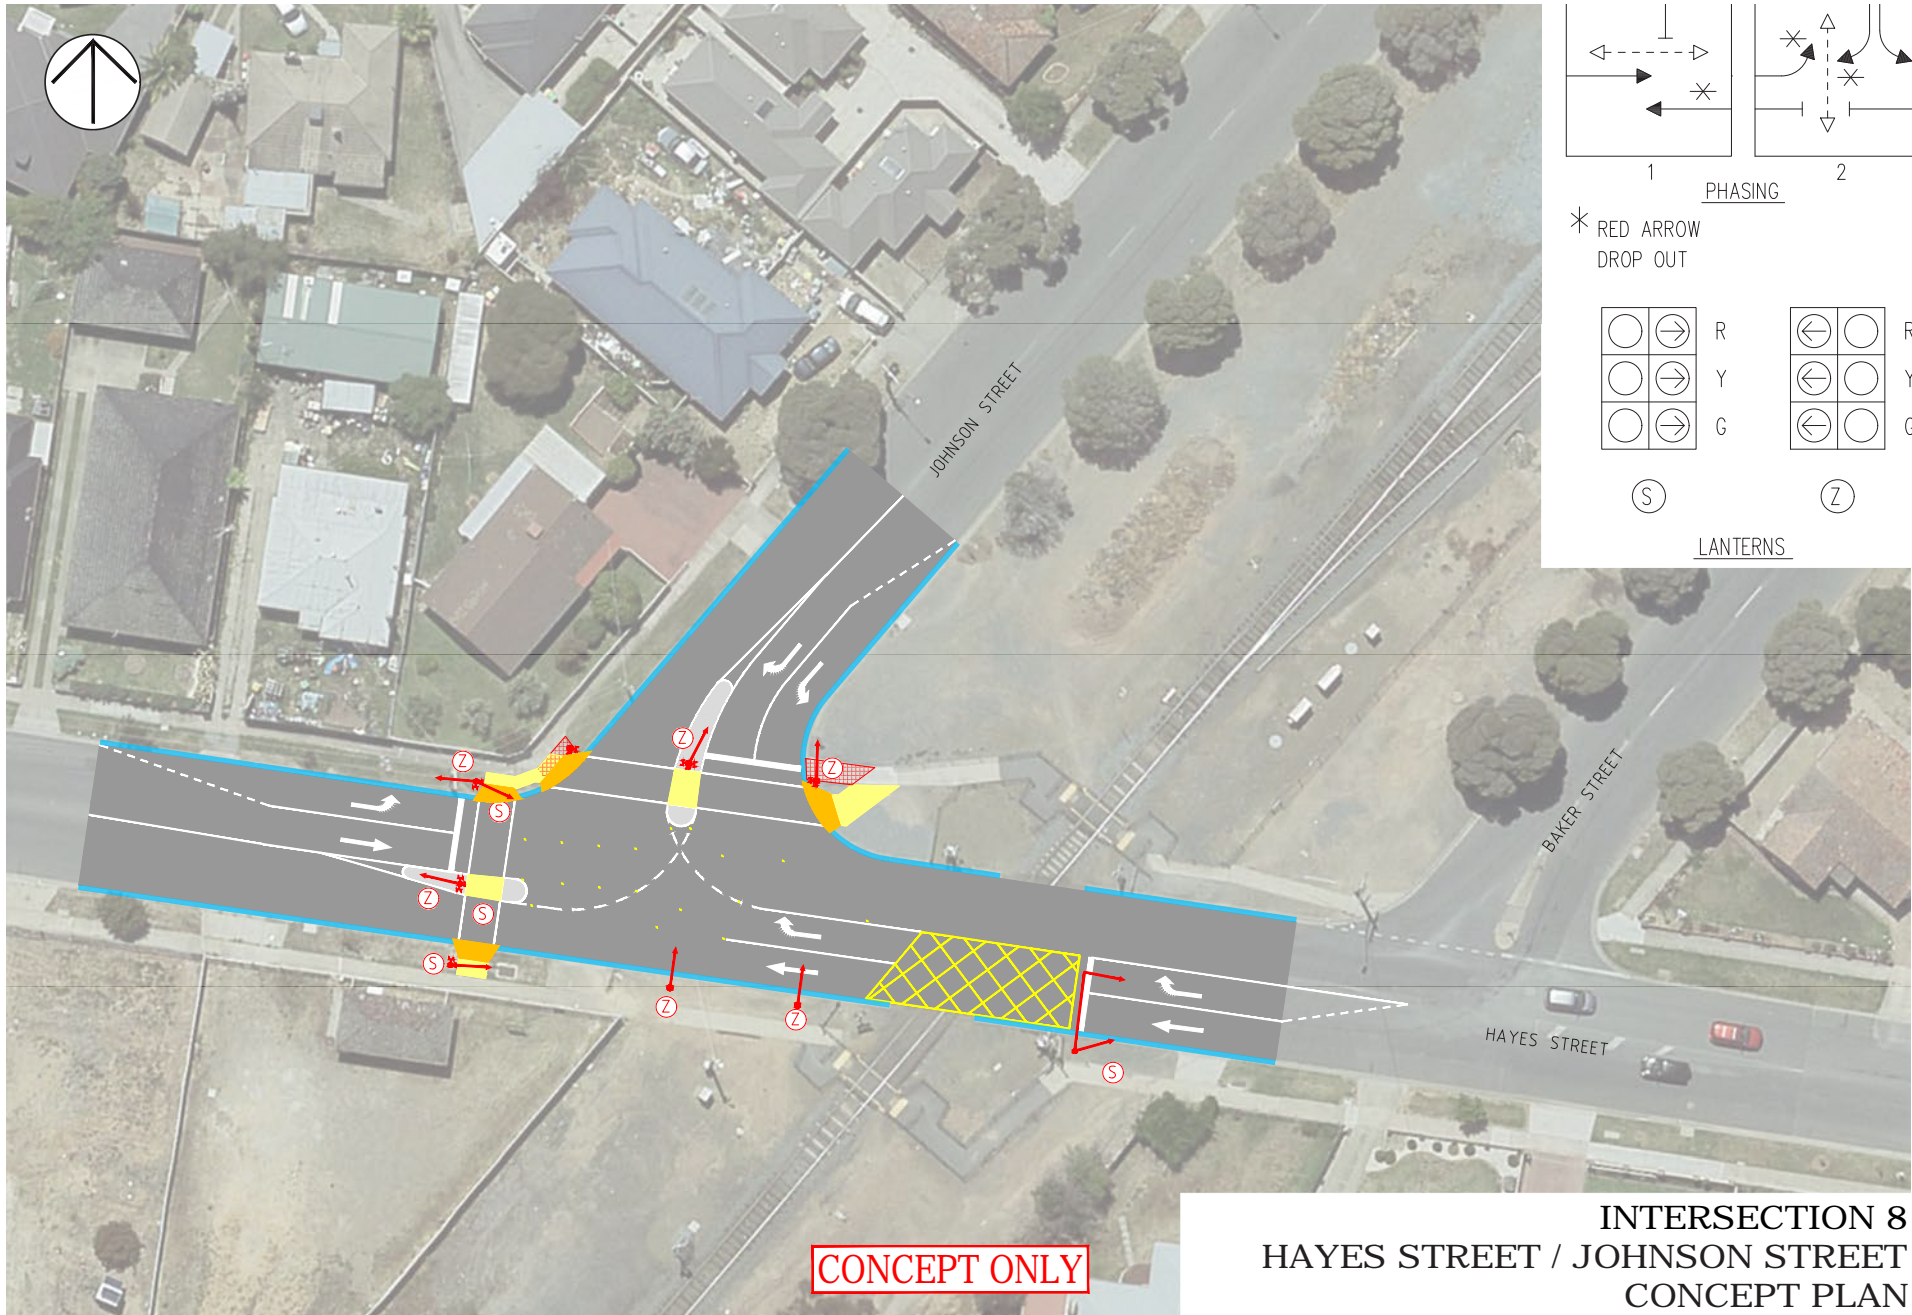 1
2
PHASING
RED ARROW
DROP OUT
R
R
Y
Y
G
G
S
Z
LANTERNS
JOHNSON STREET
BAKER STREET
HAYES STREET
Z
Z
Z
S
Z
S
S
Z
Z
S
CONCEPT ONLY
INTERSECTION 8
HAYES STREET / JOHNSON STREET
CONCEPT PLAN